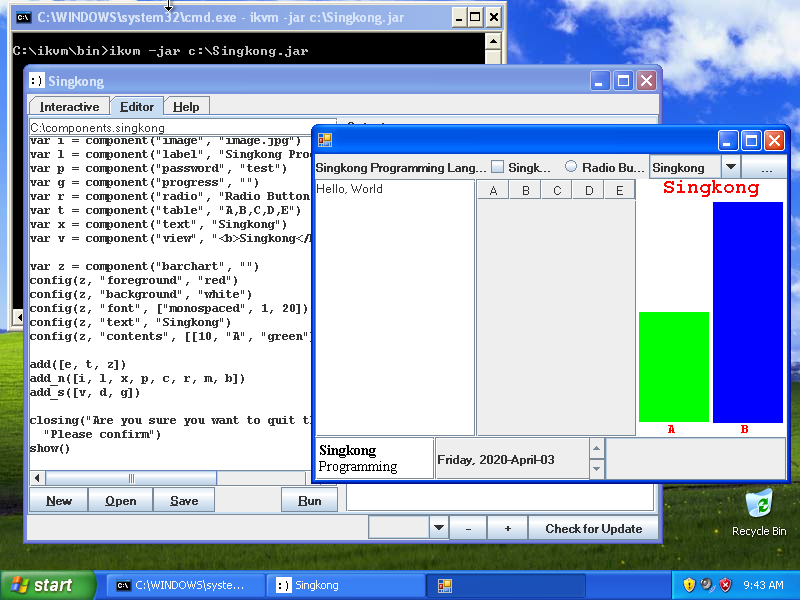 C:\WINDOWS\system32\cmd.exe - ikvm -jar c:\Singkong.jar
C:\ikvm\bin>ikvm -jar c:\Singkong.jar
:) Singkong
Interactive Editor Help
C:\components.singkong
var i = component("image", "image.jpg")
var l = component("label", "Singkong Pro
var p = component("password", "test")
var g = component("progress", "")
var r = component("radio", "Radio Button
var t = component("table", "A,B,C,D,E")
var x = component("text", "Singkong")
var v = component("view", "<b>Singkong</
var z = component("barchart", "")
config(z, "foreground", "red")
config(z, "background", "white")
config(z, "font", ["monospaced", 1, 20])
config(z, "text", "Singkong")
config(z, "contents", [[10, "A", "green"]
add([e, t, z])
add_n([i, l, x, p, c, r, m, b])
add_s([v, d, g])
closing("Are you sure you want to quit th
"Please confirm")
show()
New Open Save Run
- + Check for Update
Singkong Programming Lang... Singk... Radio Bu... Singkong ...
Hello, World
A B C D E
Singkong
A B
Singkong
Programming
Friday, 2020-April-03
Recycle Bin
start C:\WINDOWS\syste... :) Singkong 9:43 AM